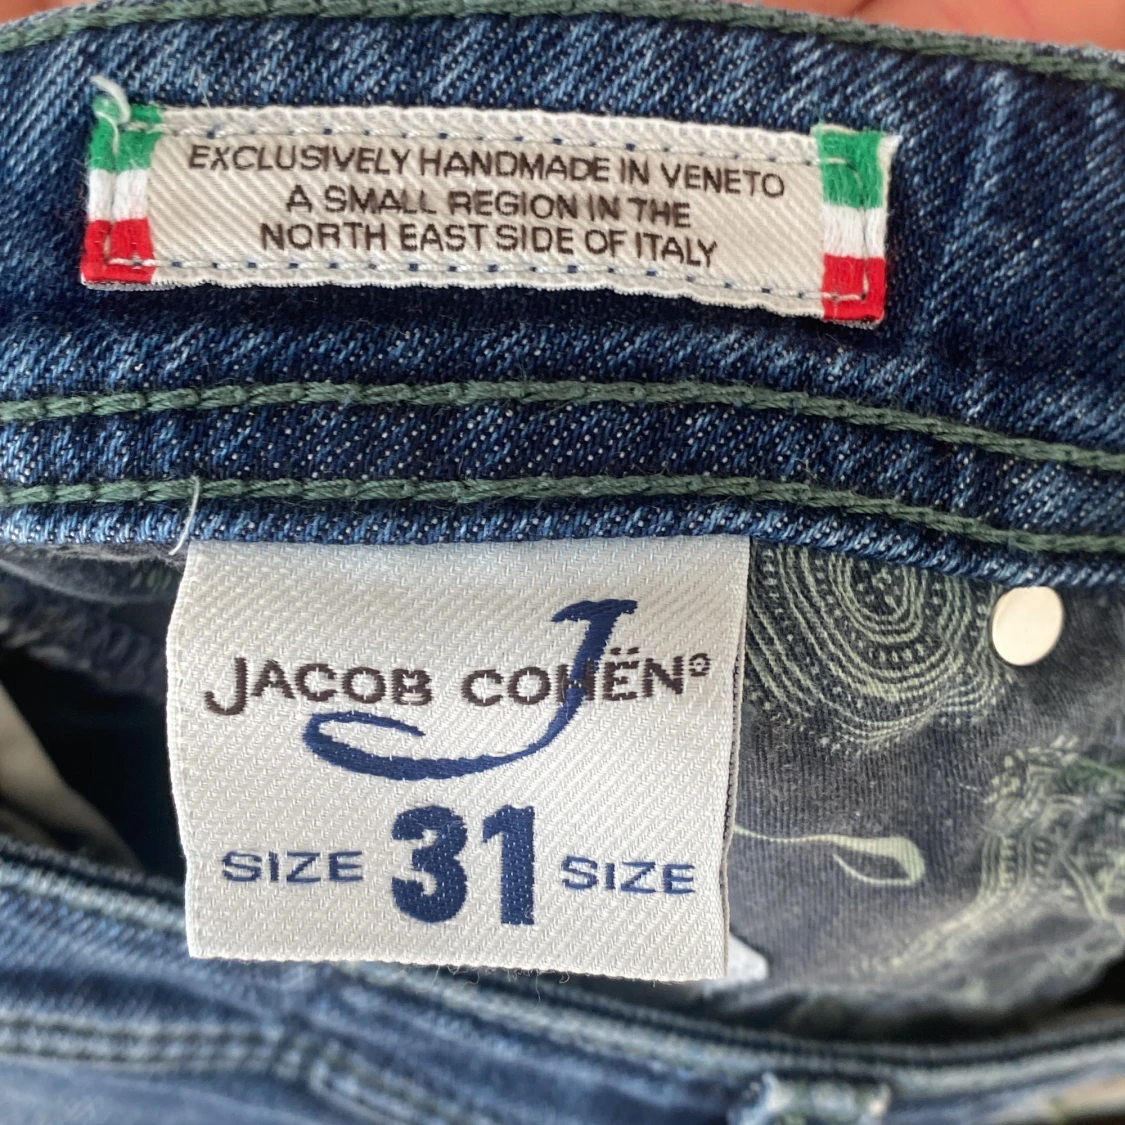 EXCLUSIVELY HANDMADE IN VENETO
A SMALL REGION IN THE
NORTH EAST SIDE OF ITALY
J
JACOB COHËN®
SIZE 31 SIZE